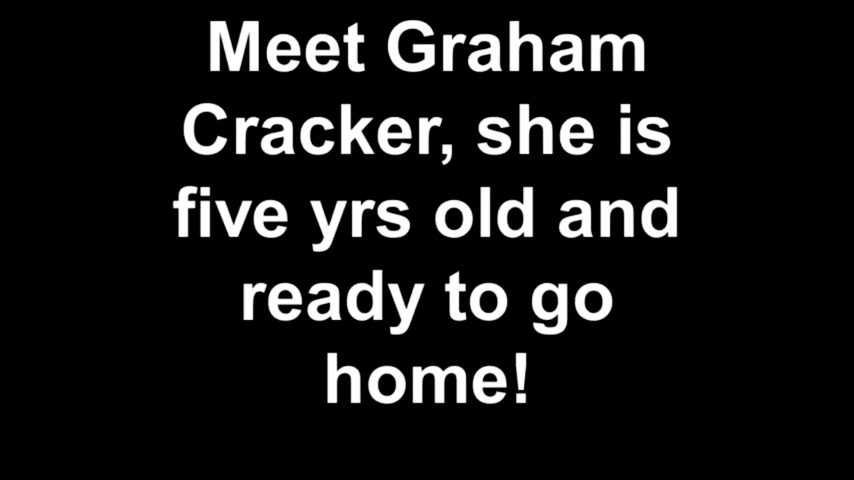 Meet Graham
Cracker, she is
five yrs old and
ready to go
home!